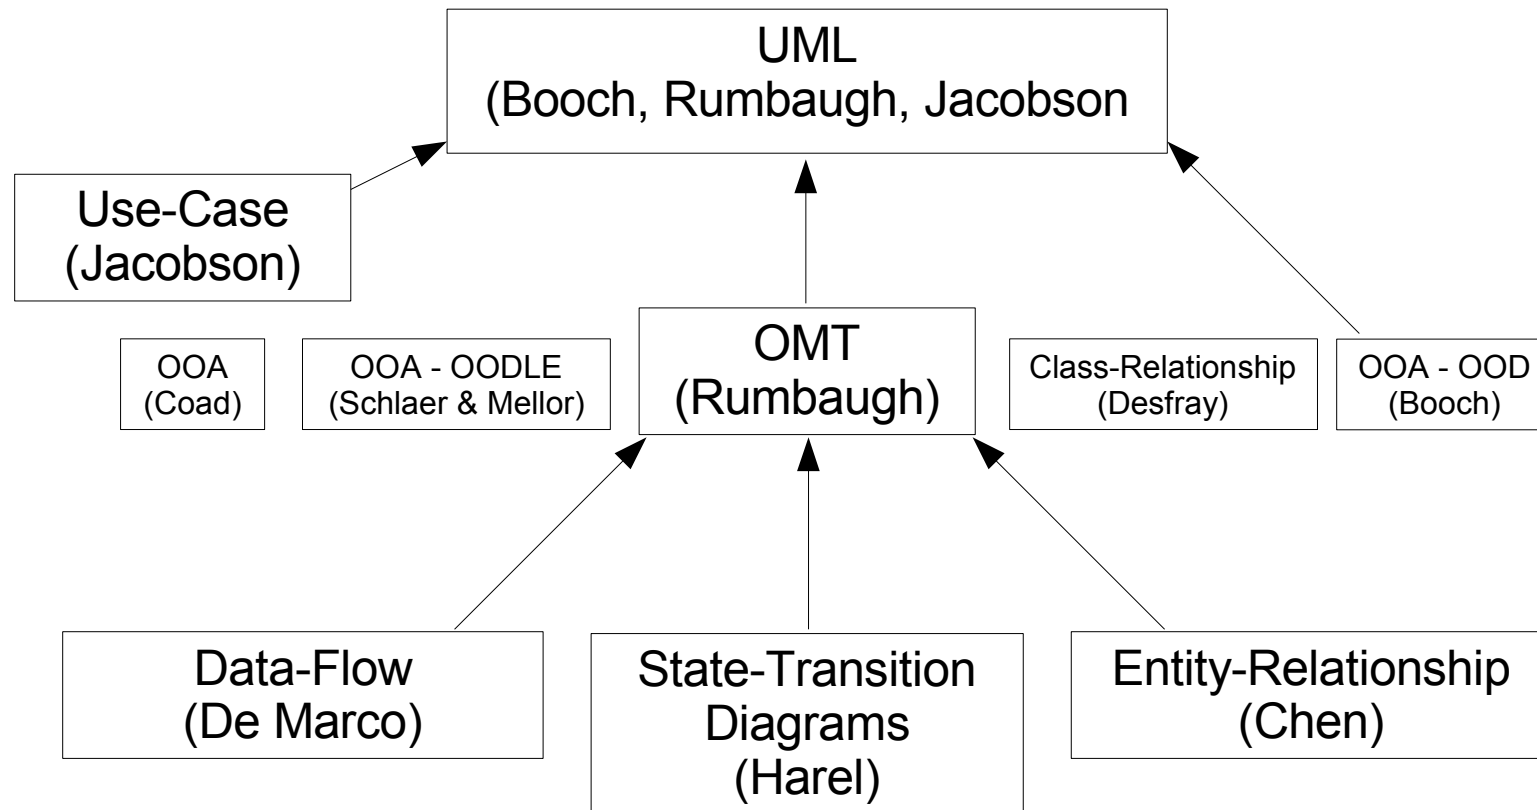 UML
(Booch, Rumbaugh, Jacobson
Use-Case
(Jacobson)
OOA
(Coad)
OOA - OODLE
(Schlaer & Mellor)
OMT
(Rumbaugh)
Class-Relationship
(Desfray)
OOA - OOD
(Booch)
Data-Flow
(De Marco)
State-Transition
Diagrams
(Harel)
Entity-Relationship
(Chen)